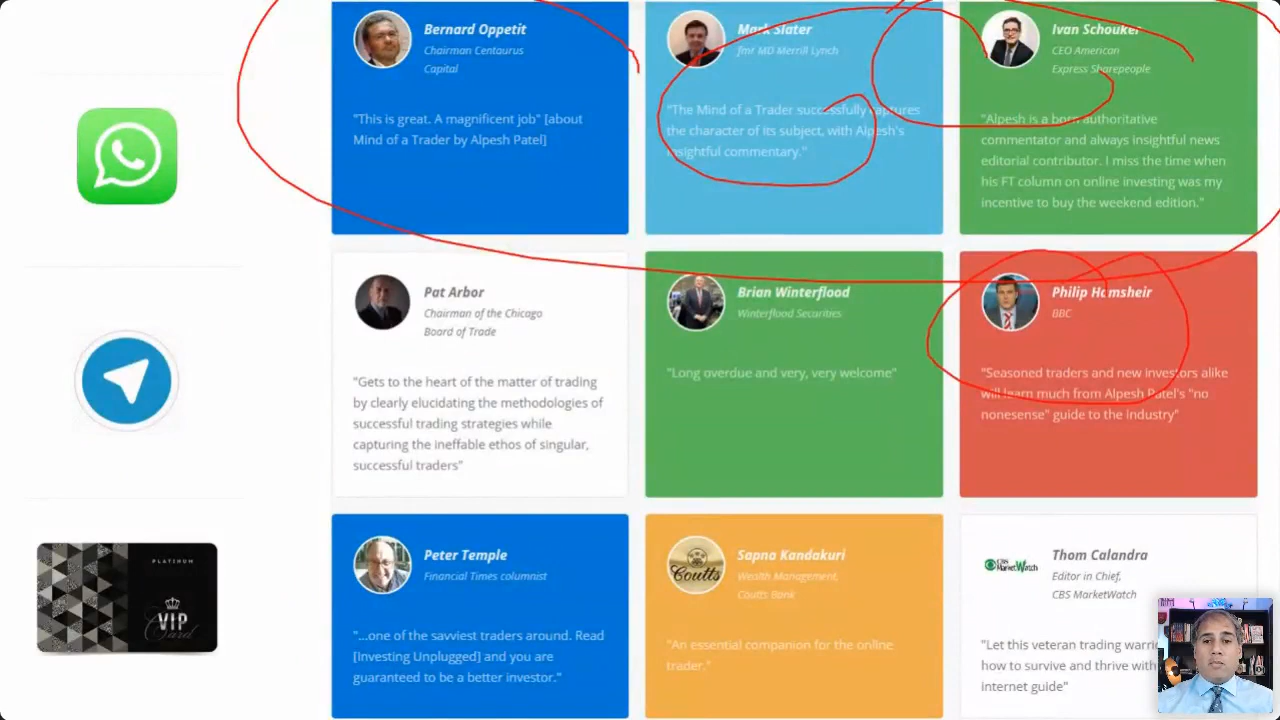 Bernard Oppetit
Chairman Centaurus
Capital
"This is great. A magnificent job" [about
Mind of a Trader by Alpesh Patel]
Mark Slater
fmr MD Merrill Lynch
"The Mind of a Trader successfully captures
the character of its subject, with Alpesh's
insightful commentary."
Ivan Schouker
CEO American
Express Sharepeople
"Alpesh is a born authoritative
commentator and always insightful news
editorial contributor. I miss the time when
his FT column on online investing was my
incentive to buy the weekend edition."
Pat Arbor
Chairman of the Chicago
Board of Trade
"Gets to the heart of the matter of trading
by clearly elucidating the methodologies of
successful trading strategies while
capturing the ineffable ethos of singular,
successful traders"
Brian Winterflood
Winterflood Securities
"Long overdue and very, very welcome"
Philip Hamsheir
BBC
"Seasoned traders and new investors alike
will learn much from Alpesh Patel's "no
nonesense" guide to the industry"
PLATINUM
VIP
Card
Peter Temple
Financial Times columnist
"...one of the savviest traders around. Read
[Investing Unplugged] and you are
guaranteed to be a better investor."
Coutts
Sapna Kandakuri
Wealth Management,
Coutts Bank
"An essential companion for the online
trader."
CBS
MarketWatch
Thom Calandra
Editor in Chief,
CBS MarketWatch
"Let this veteran trading
how to survive and thrive with
internet guide"